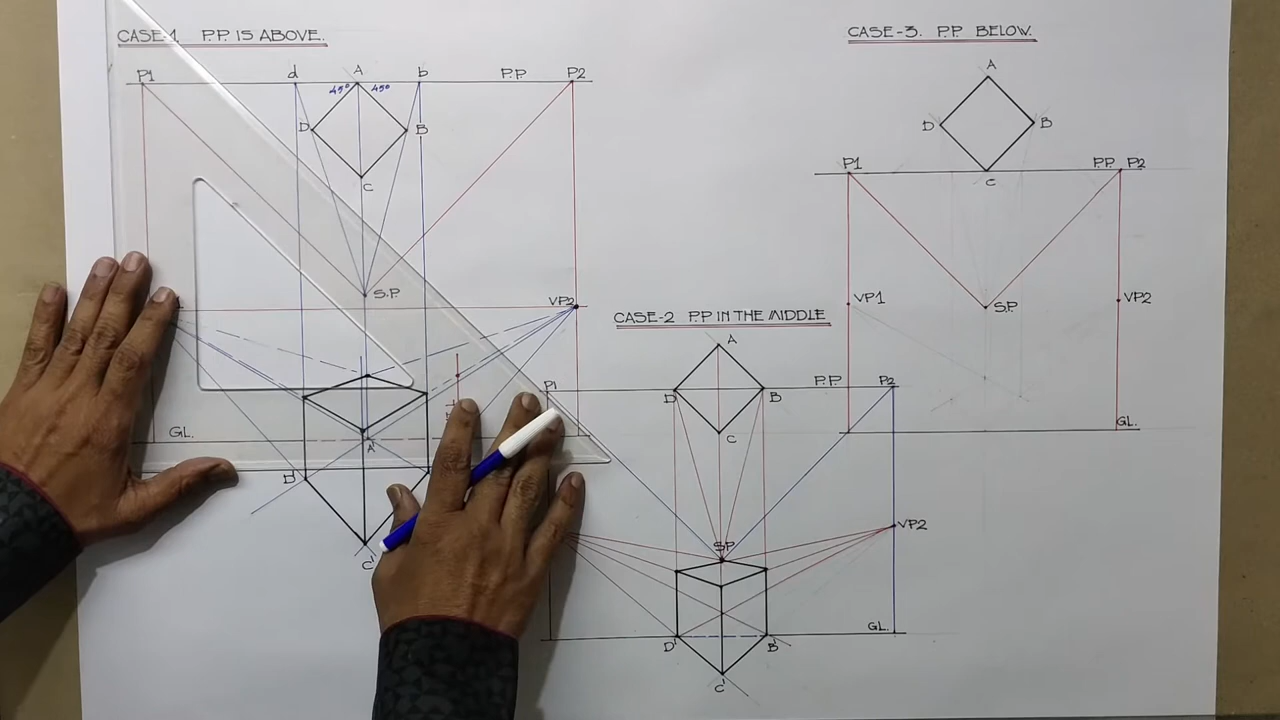 CASE-1. P.P. IS ABOVE.
P1 d A b P.P P2
45° 45°
D B
C
S.P.
VP2
GL.
A'
D'
C'
CASE-2 P.P IN THE MIDDLE
A
P1 D B P.P. P2
C
SP
VP2
GL.
D' B'
C'
CASE-3. P.P. BELOW.
A
D B
P1 C P.P. P2
VP1 S.P. VP2
GL.